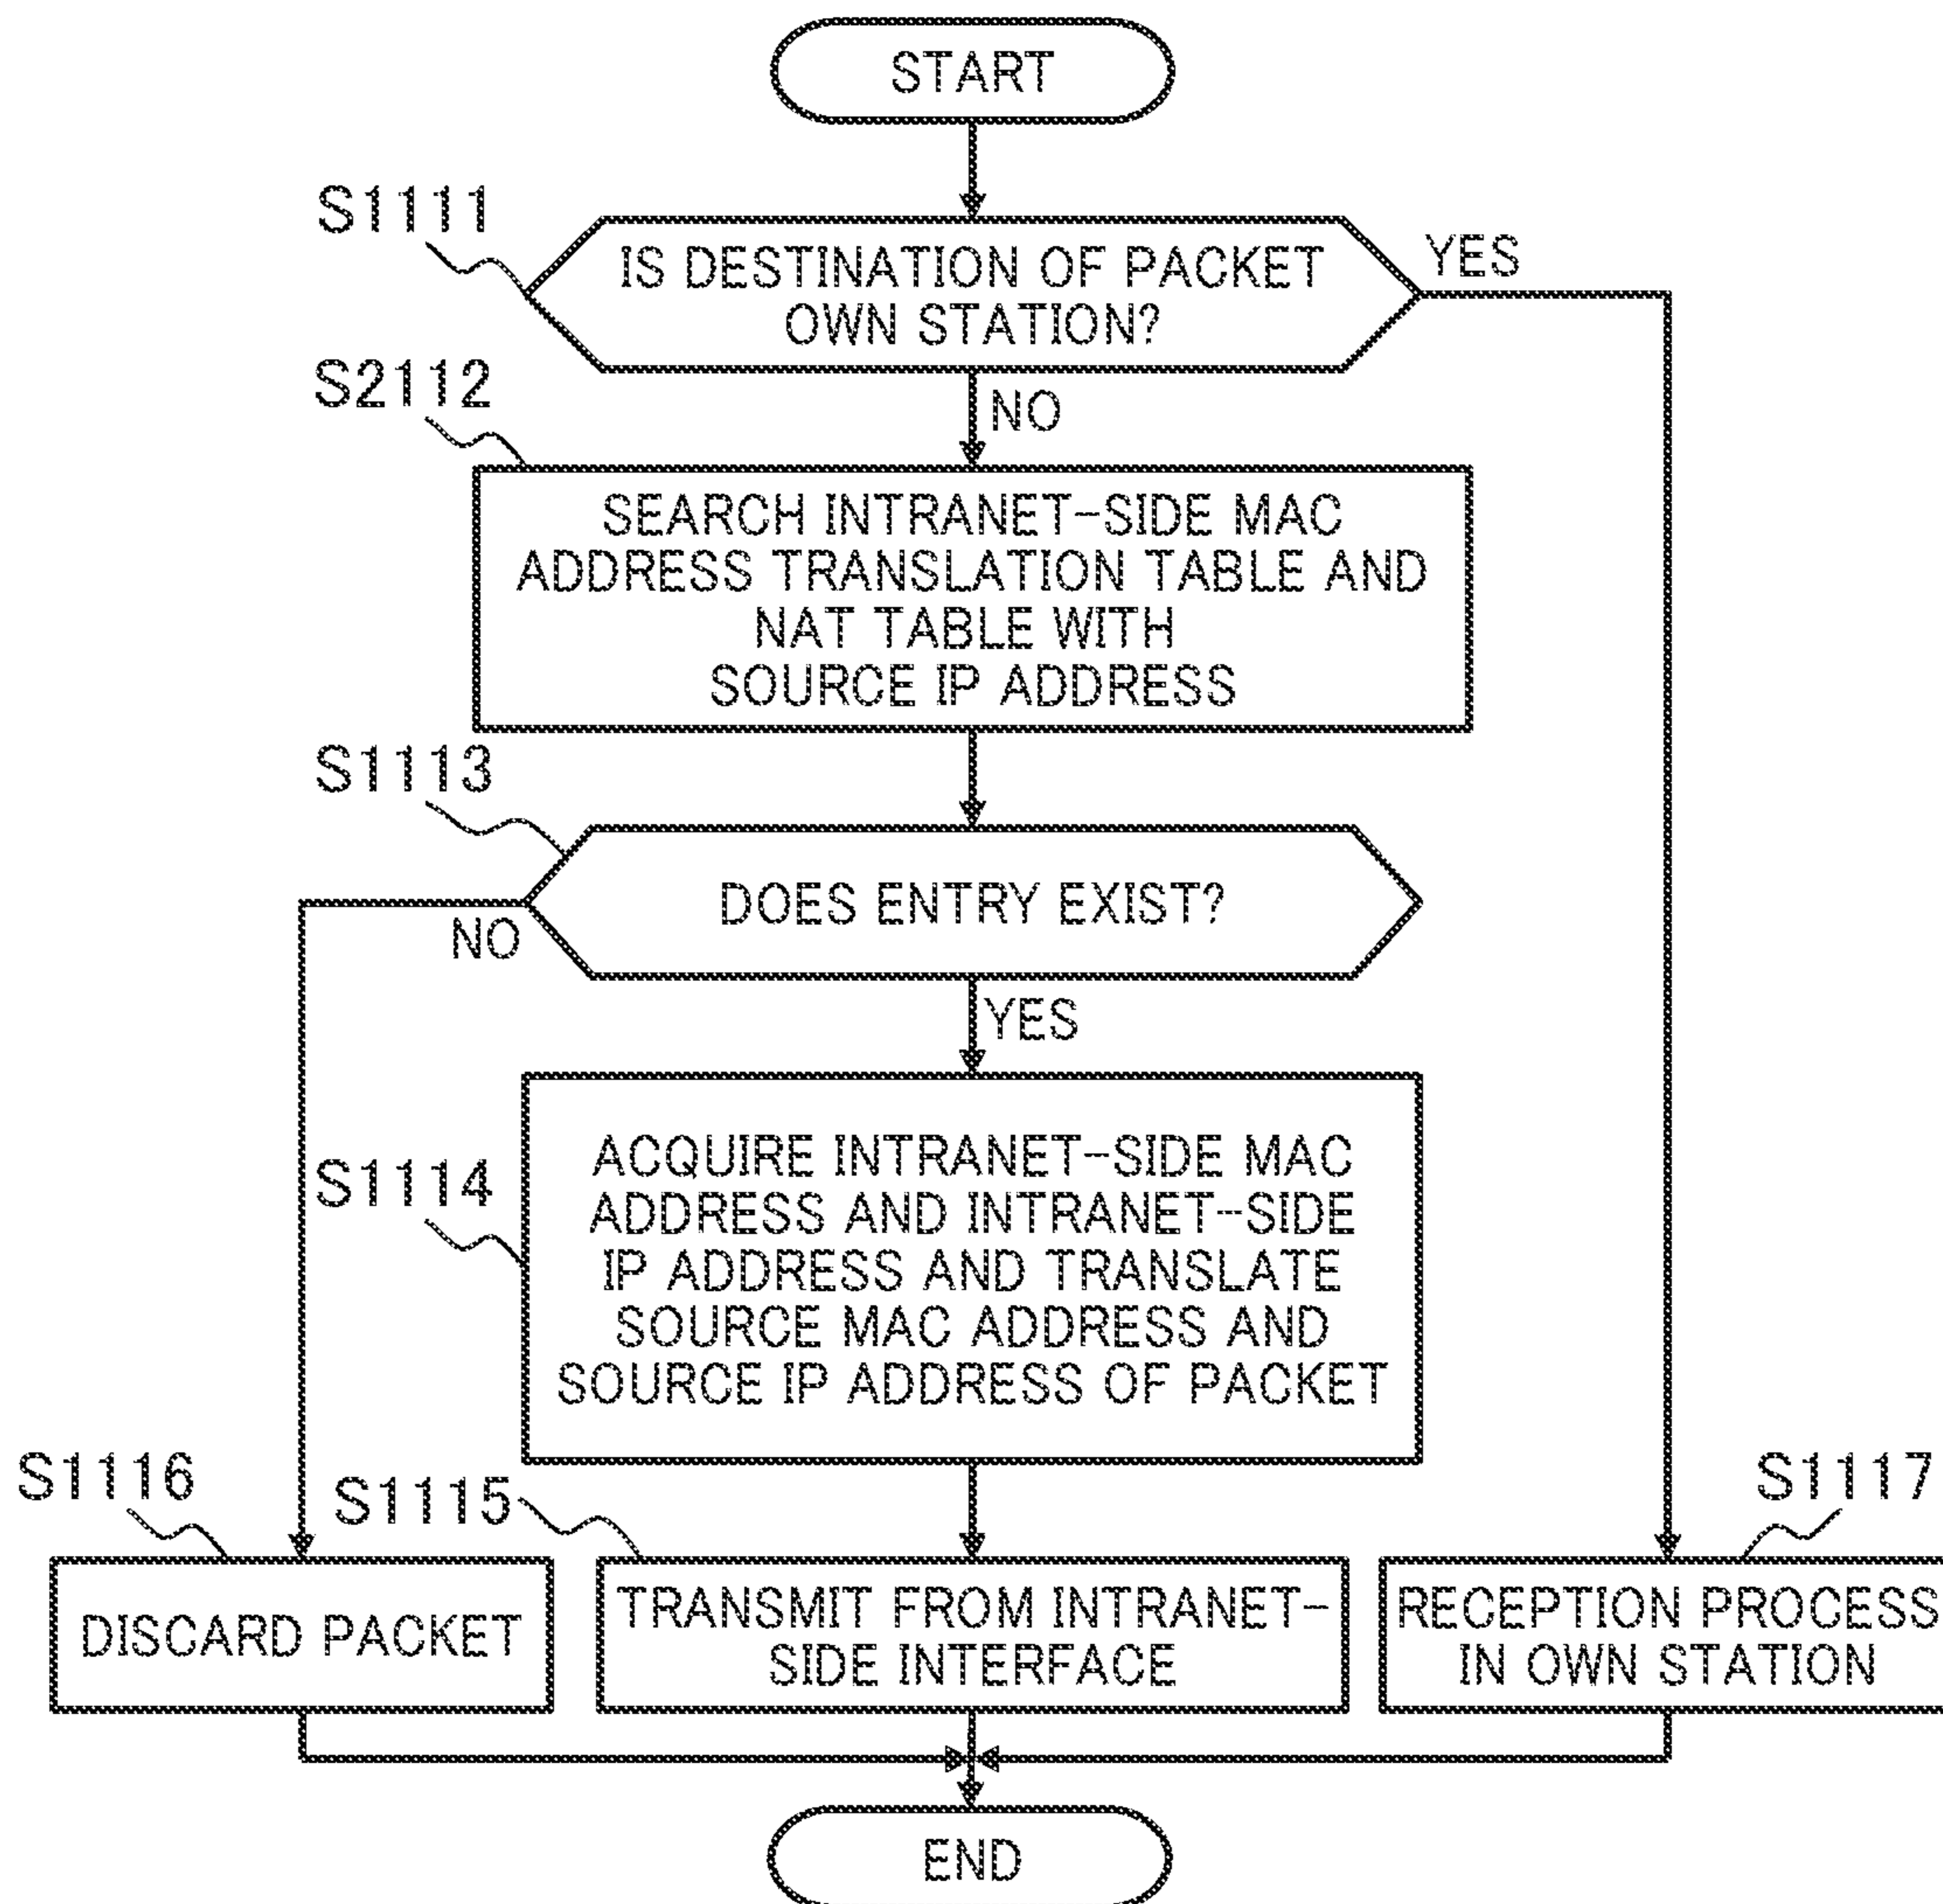 START
S1111
IS DESTINATION OF PACKET
OWN STATION?
YES
S2112
NO
SEARCH INTRANET-SIDE MAC
ADDRESS TRANSLATION TABLE AND
NAT TABLE WITH
SOURCE IP ADDRESS
S1113
DOES ENTRY EXIST?
NO
YES
S1114
ACQUIRE INTRANET-SIDE MAC
ADDRESS AND INTRANET-SIDE
IP ADDRESS AND TRANSLATE
SOURCE MAC ADDRESS AND
SOURCE IP ADDRESS OF PACKET
S1116
S1115
S1117
DISCARD PACKET
TRANSMIT FROM INTRANET-
SIDE INTERFACE
RECEPTION PROCESS
IN OWN STATION
END